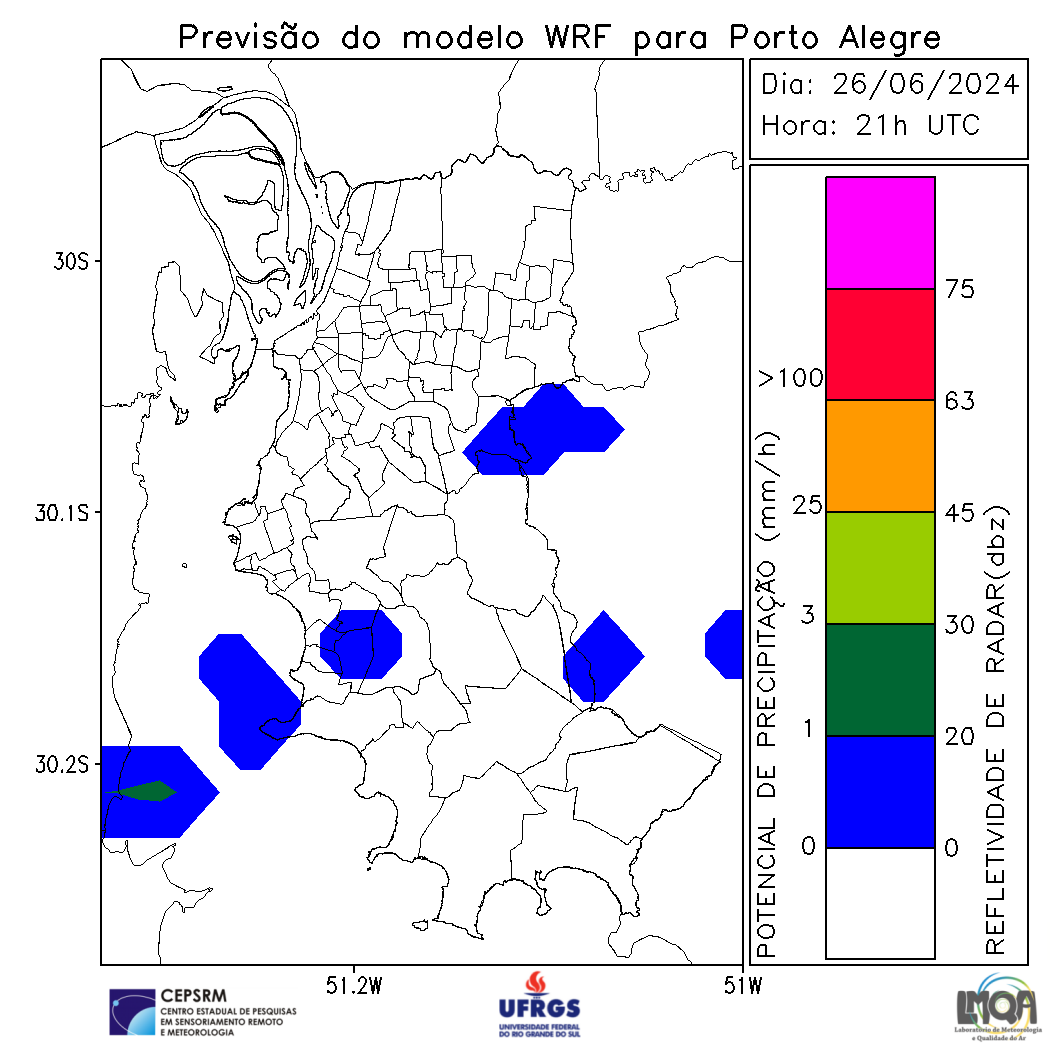 Previsão do modelo WRF para Porto Alegre
Dia: 26/06/2024
Hora: 21h UTC
30S
30.1S
30.2S
51.2W
51W
POTENCIAL DE PRECIPITAÇÃO (mm/h)
>100
25
3
1
0
75
63
45
30
20
0
REFLETIVIDADE DE RADAR(dbz)
CEPSRM
CENTRO ESTADUAL DE PESQUISAS
EM SENSORIAMENTO REMOTO
E METEOROLOGIA
UFRGS
UNIVERSIDADE FEDERAL
DO RIO GRANDE DO SUL
LMQA
Laboratório de Meteorologia
e Qualidade do Ar